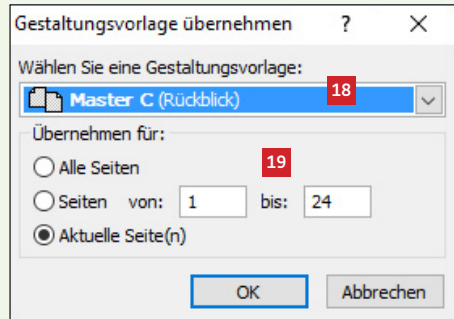 Gestaltungsvorlage übernehmen ? ×
Wählen Sie eine Gestaltungsvorlage:
Master C (Rückblick) 18
Übernehmen für:
Alle Seiten 19
Seiten von: 1 bis: 24
Aktuelle Seite(n)
OK Abbrechen